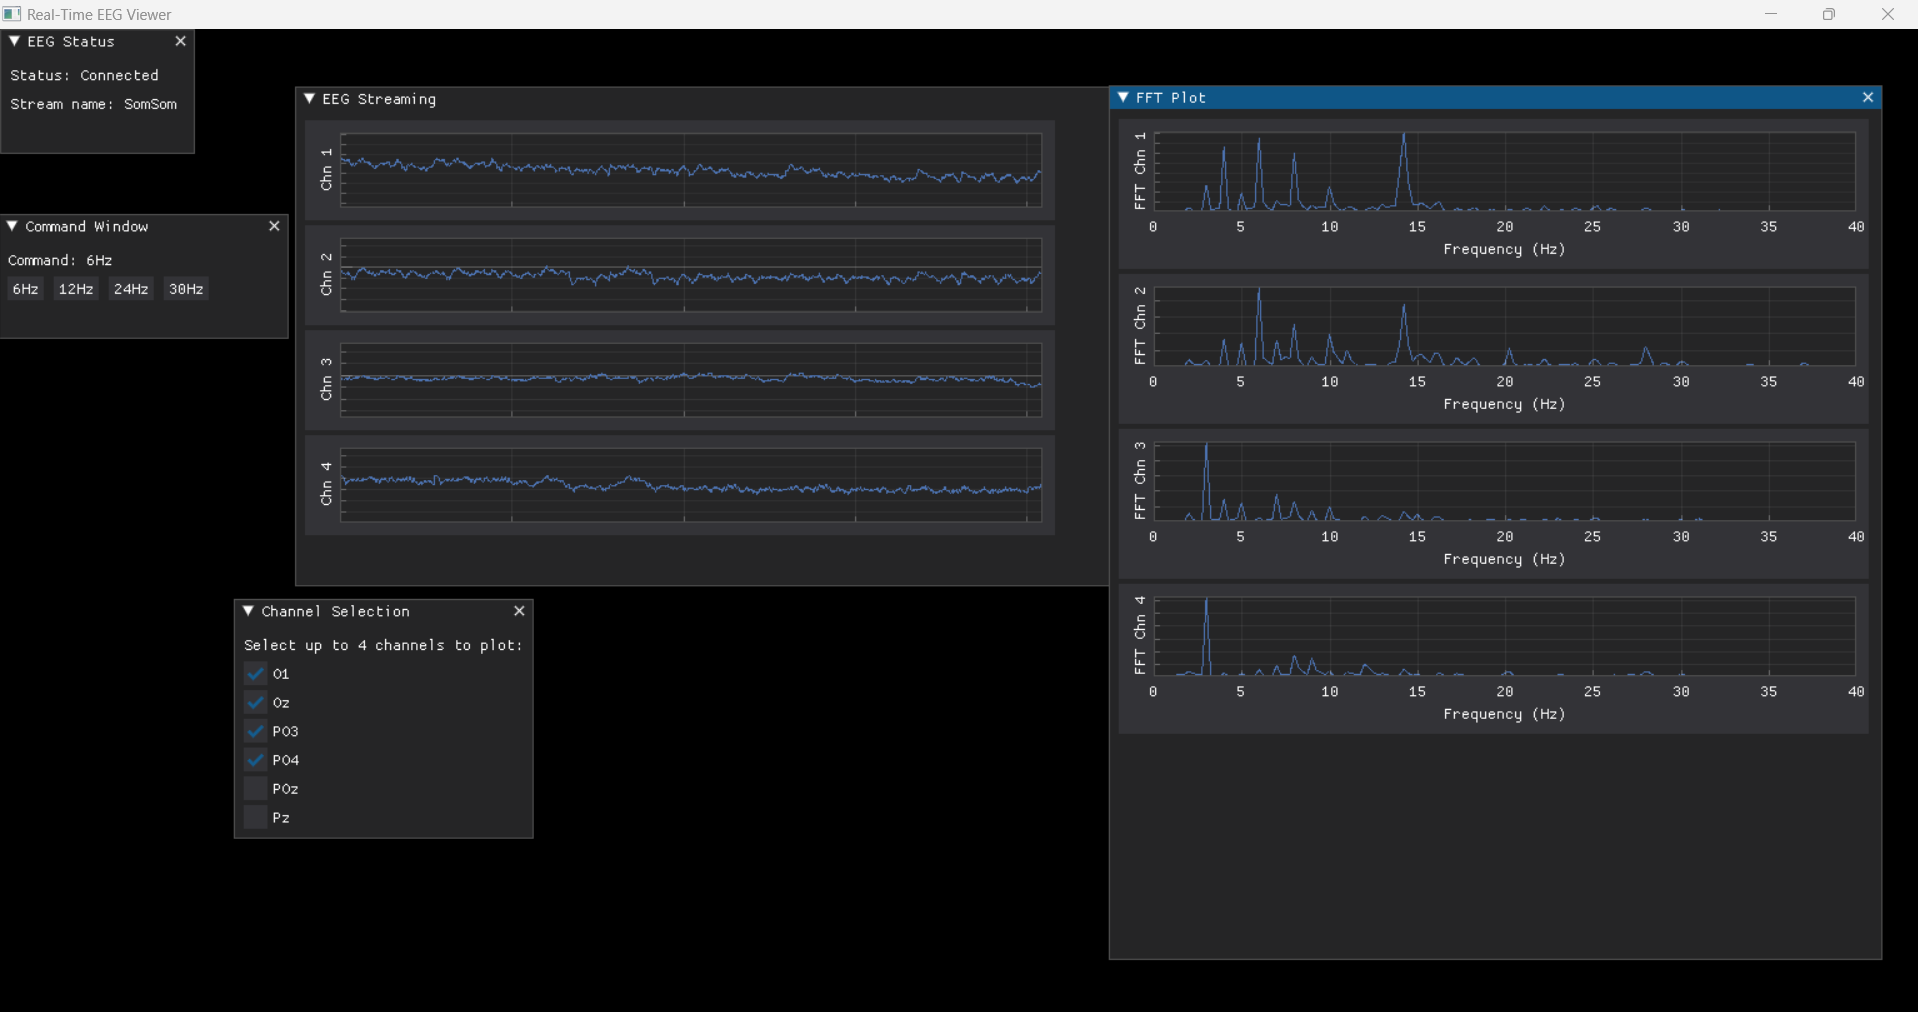 Real-Time EEG Viewer
EEG Status
Status: Connected
Stream name: SomSom
Command Window
Command: 6Hz
6Hz 12Hz 24Hz 30Hz
EEG Streaming
Chn 1
Chn 2
Chn 3
Chn 4
Channel Selection
Select up to 4 channels to plot:
O1
Oz
PO3
PO4
POz
Pz
FFT Plot
FFT Chn 1
0 5 10 15 20 25 30 35 40
Frequency (Hz)
FFT Chn 2
0 5 10 15 20 25 30 35 40
Frequency (Hz)
FFT Chn 3
0 5 10 15 20 25 30 35 40
Frequency (Hz)
FFT Chn 4
0 5 10 15 20 25 30 35 40
Frequency (Hz)